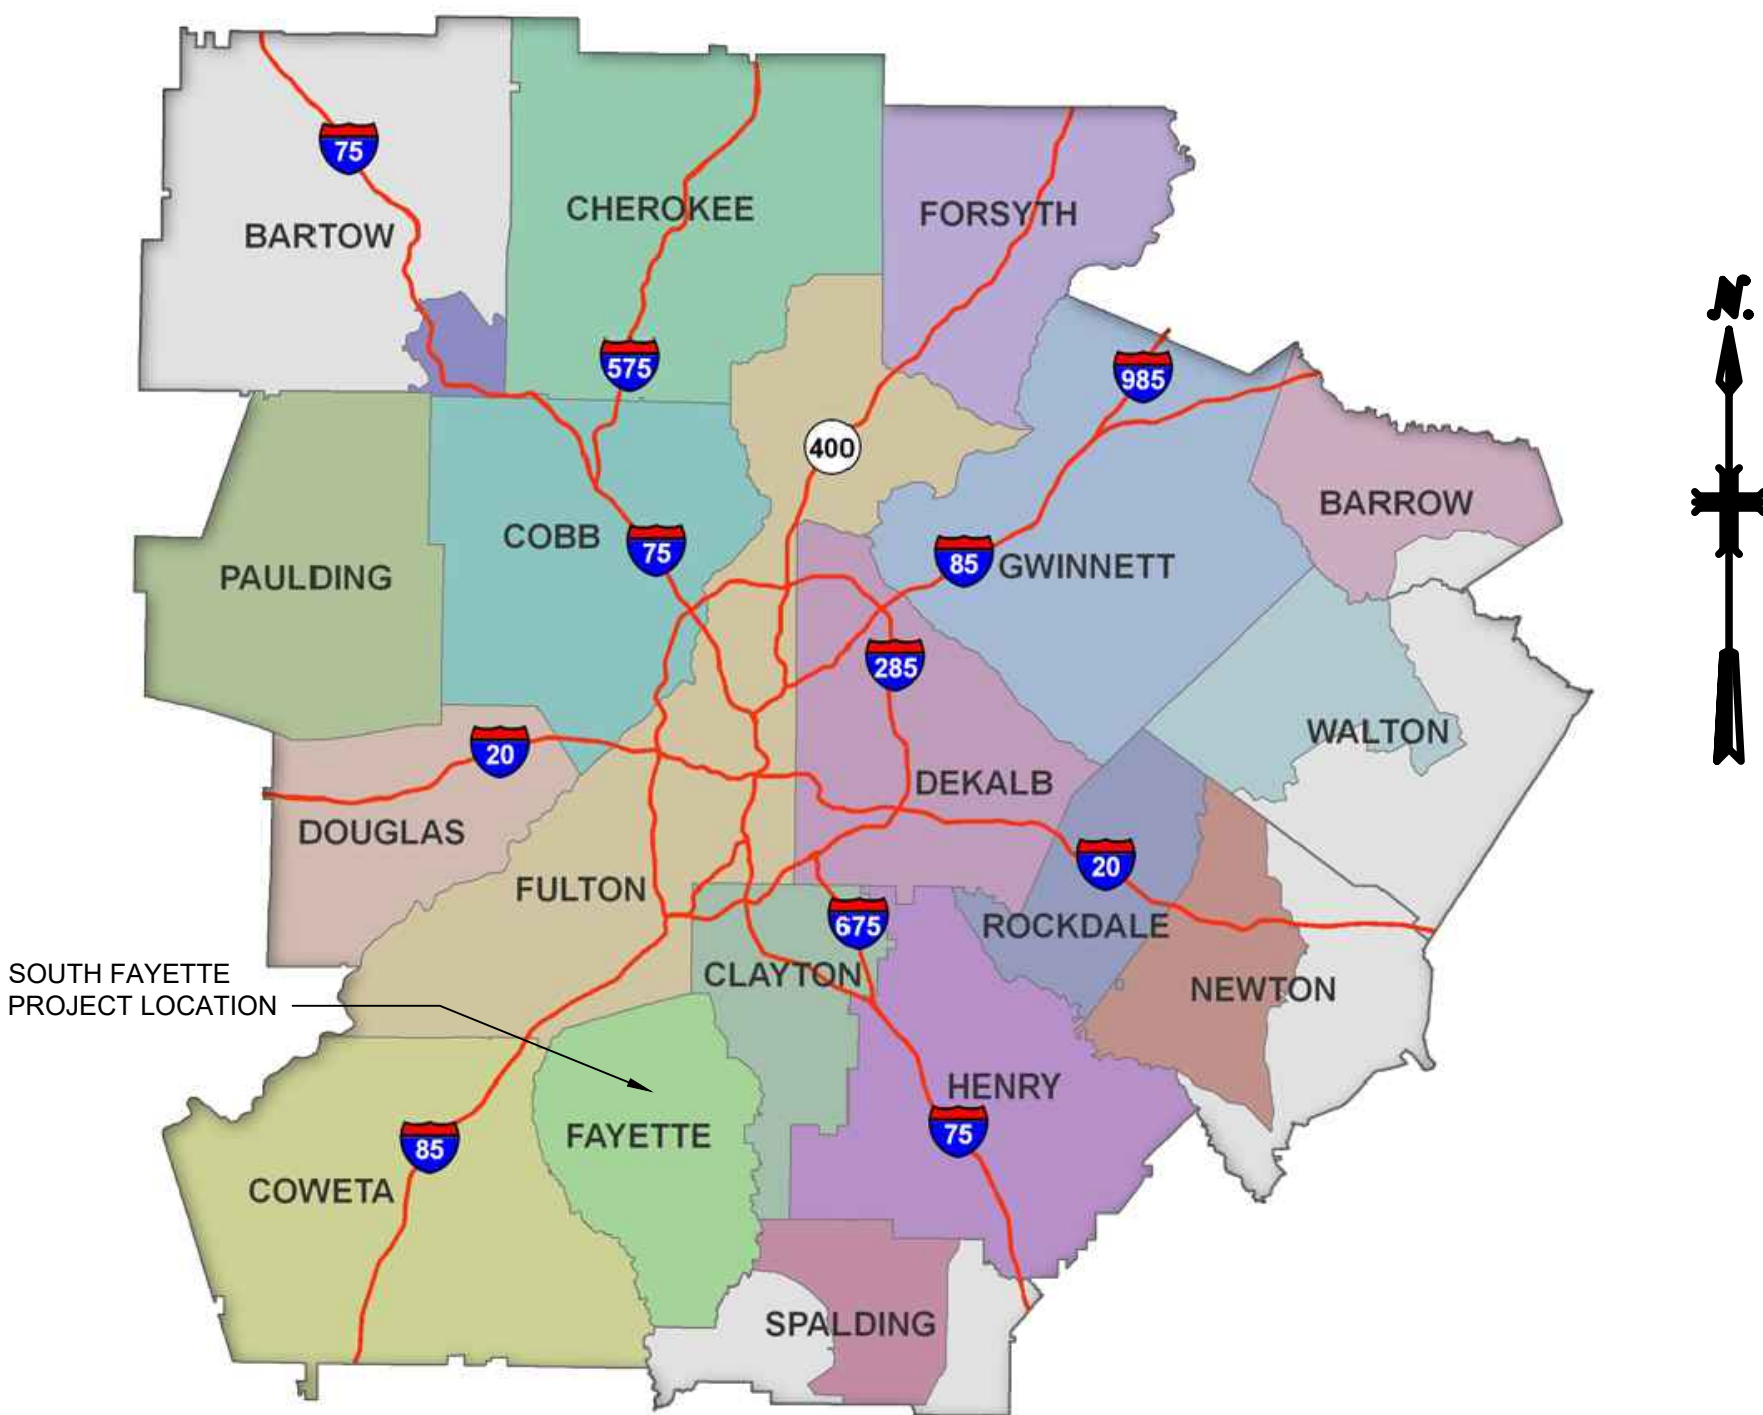 75
CHEROKEE
FORSYTH
BARTOW
N.
575
985
400
BARROW
COBB
75
85
GWINNETT
PAULDING
285
WALTON
20
DEKALB
DOUGLAS
20
FULTON
675
ROCKDALE
SOUTH FAYETTE
PROJECT LOCATION
CLAYTON
NEWTON
HENRY
85
FAYETTE
75
COWETA
SPALDING